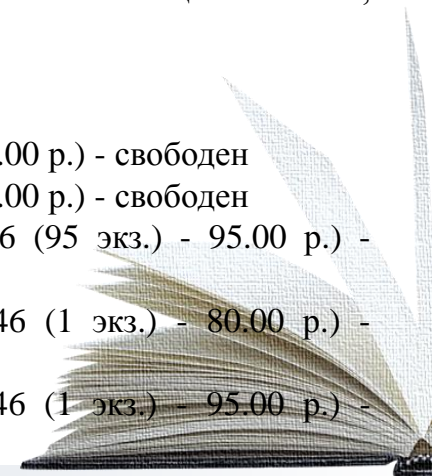 .00 р.) - свободен
.00 р.) - свободен
6 (95 экз.) - 95.00 р.) -
46 (1 экз.) - 80.00 р.) -
46 (1 экз.) - 95.00 р.) -